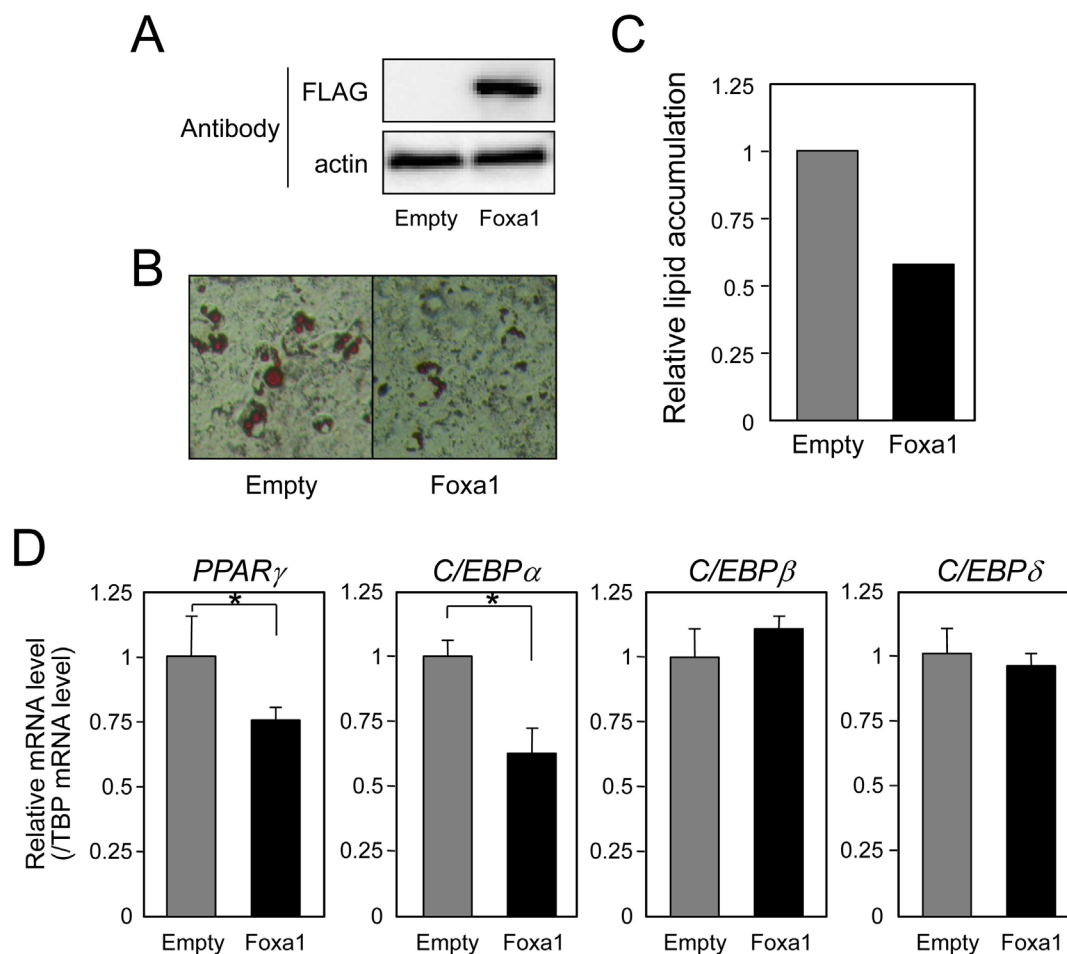 A
FLAG
Antibody
actin
Empty Foxa1
B
Empty Foxa1
C
Relative lipid accumulation
1.25
1
0.75
0.5
0.25
0
Empty Foxa1
D
Relative mRNA level
(/TBP mRNA level)
PPARγ
1.25
1
0.75
0.5
0.25
0
*
Empty Foxa1
C/EBPα
1.25
1
0.75
0.5
0.25
0
*
Empty Foxa1
C/EBPβ
1.25
1
0.75
0.5
0.25
0
Empty Foxa1
C/EBPδ
1.25
1
0.75
0.5
0.25
0
Empty Foxa1